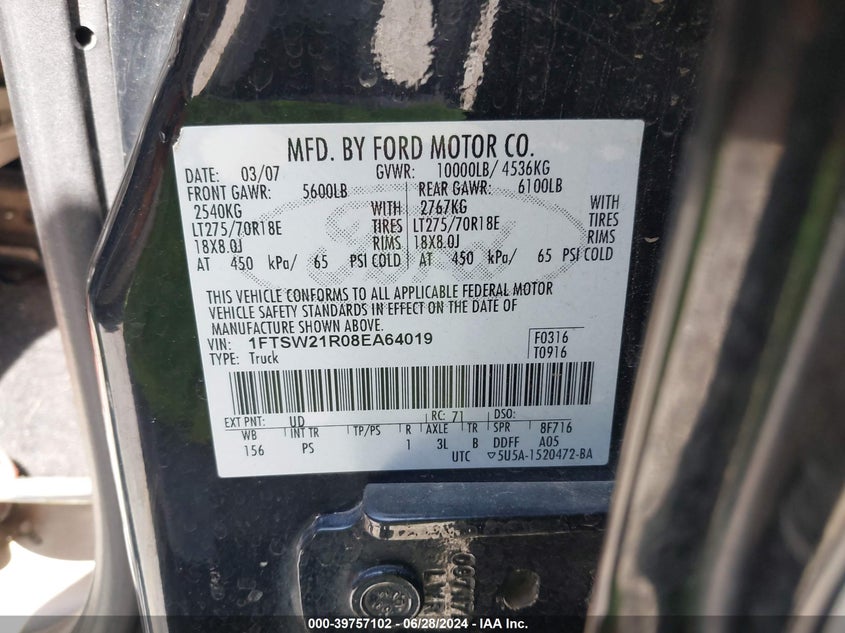 MFD. BY FORD MOTOR CO.
DATE: 03/07 GVWR: 10000LB/ 4536KG
FRONT GAWR: 5600LB REAR GAWR: 6100LB
2540KG WITH 2767KG WITH
LT275/70R18E TIRES LT275/70R18E TIRES
18X8.0J RIMS 18X8.0J RIMS
AT 450 kPa/ 65 PSI COLD AT 450 kPa/ 65 PSI COLD
THIS VEHICLE CONFORMS TO ALL APPLICABLE FEDERAL MOTOR
VEHICLE SAFETY STANDARDS IN EFFECT ON THE DATE OF
MANUFACTURE SHOWN ABOVE.
VIN: 1FTSW21R08EA64019 F0316
TYPE: Truck T0916
EXT PNT: UD RC: 71 DSO:
WB INT TR TP/PS R AXLE TR SPR 8F716
156 PS 1 3L B DDFF A05
UTC ▽5U5A-1520472-BA
000-39757102 - 06/28/2024 - IAA, Inc.